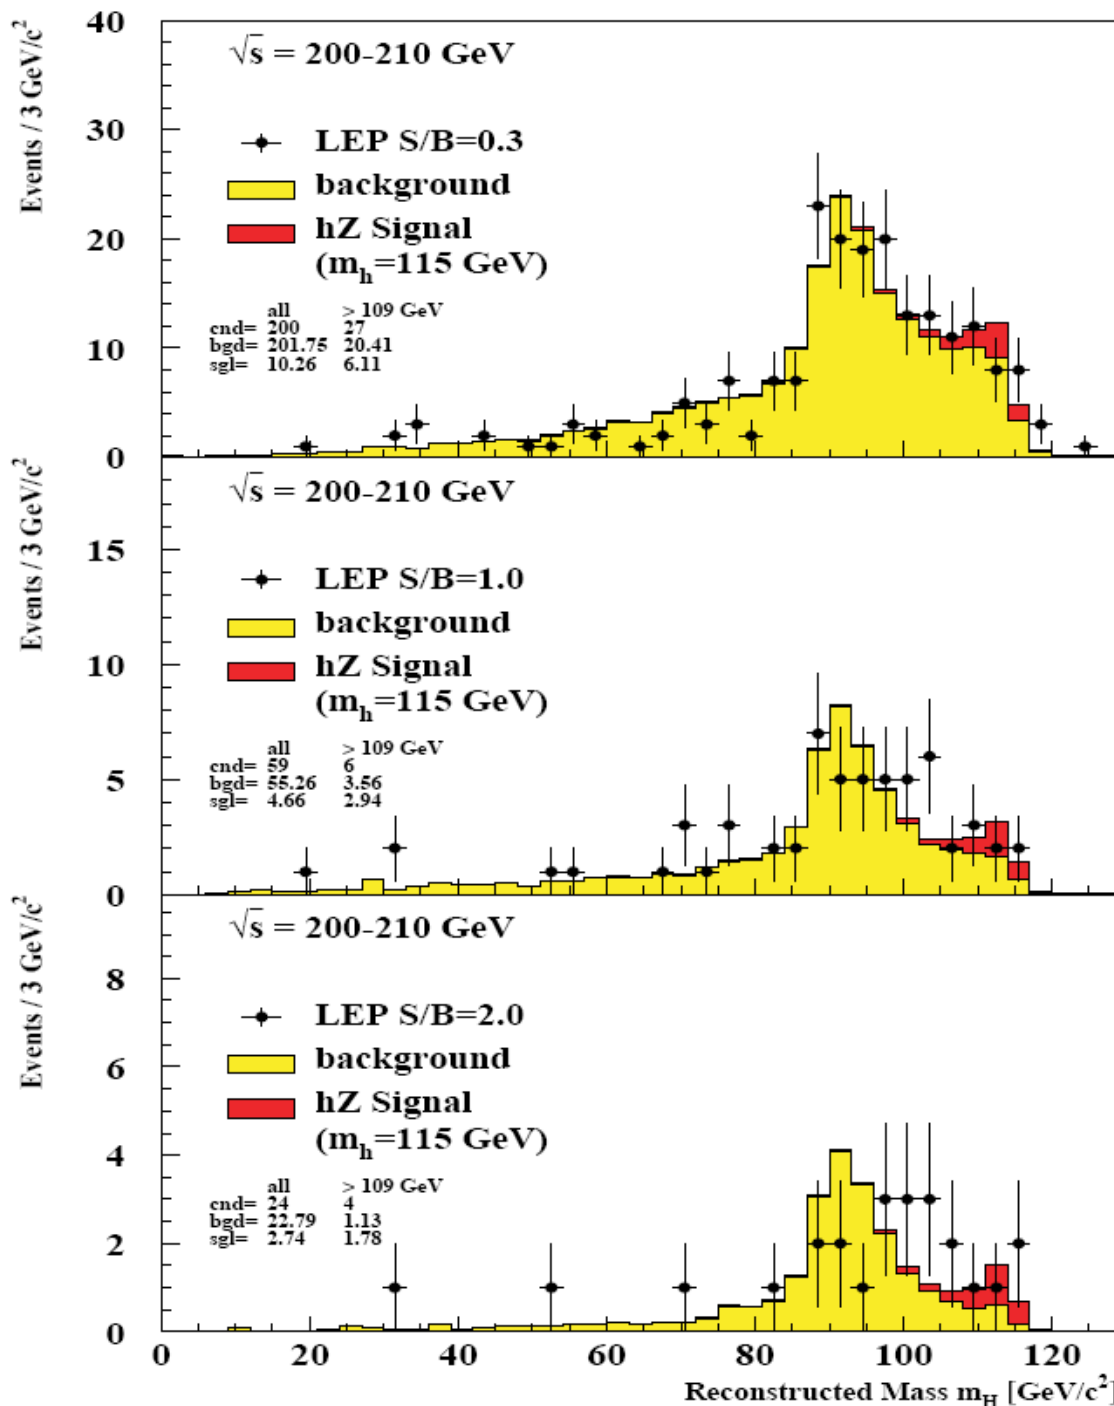 40
√s = 200-210 GeV
Events / 3 GeV/c²
30
LEP S/B=0.3
background
20
hZ Signal
(m_h=115 GeV)
all > 109 GeV
cnd= 200 27
bgd= 201.75 20.41
sgl= 10.26 6.11
10
0
√s = 200-210 GeV
Events / 3 GeV/c²
15
LEP S/B=1.0
background
10
hZ Signal
(m_h=115 GeV)
all > 109 GeV
cnd= 59 6
bgd= 55.26 3.56
sgl= 4.66 2.94
5
0
√s = 200-210 GeV
Events / 3 GeV/c²
8
LEP S/B=2.0
background
6
hZ Signal
(m_h=115 GeV)
4
all > 109 GeV
cnd= 24 4
bgd= 22.79 1.13
sgl= 2.74 1.78
2
0
0 20 40 60 80 100 120
Reconstructed Mass m_H [GeV/c²]